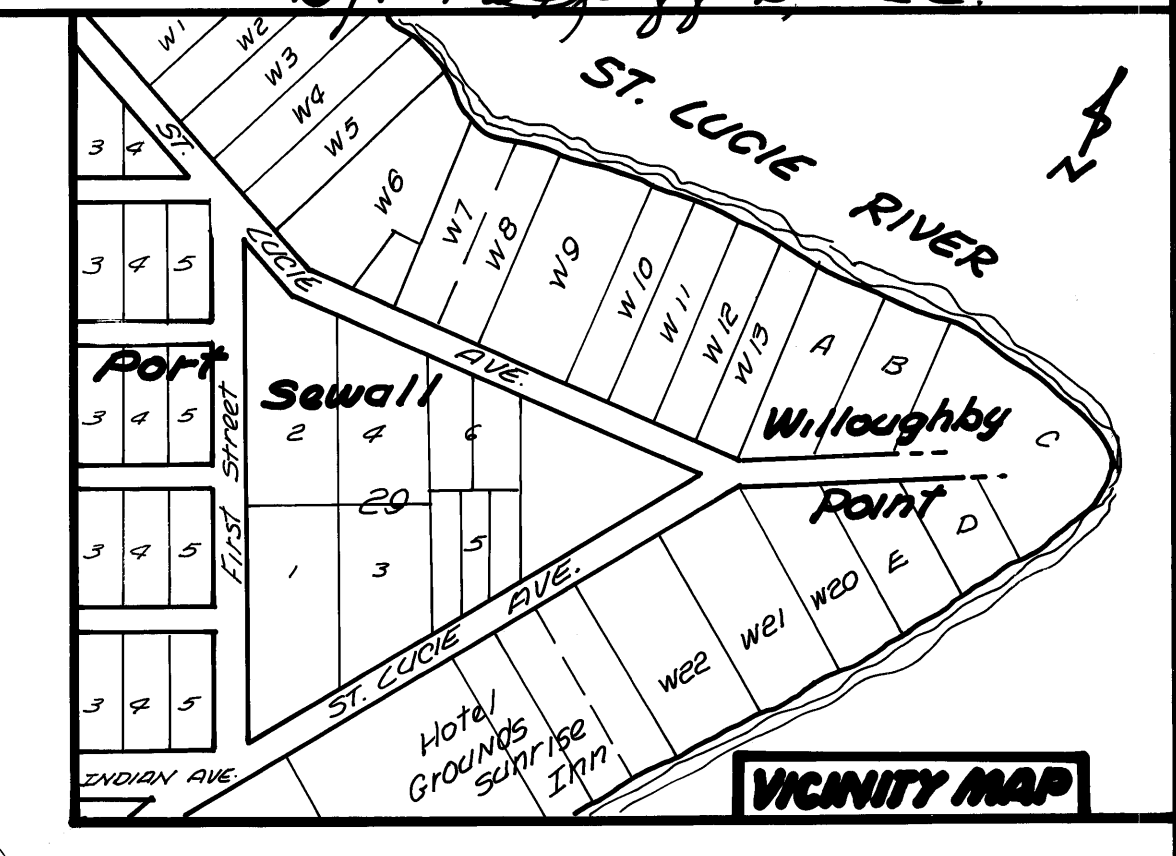 W1
W2
W3
W4
W5
W6
W7
W8
W9
W10
W11
W12
W13
A
B
C
D
E
W20
W21
W22
ST. LUCIE RIVER
N
ST.
LUCIE
AVE.
3 4
3 4 5
Port
3 4 5
3 4 5
3 4 5
First Street
Sewall
2 4 6
29
1 3 5
Willoughby
Point
ST. LUCIE AVE.
Hotel
Grounds
Sunrise
Inn
INDIAN AVE.
VICINITY MAP